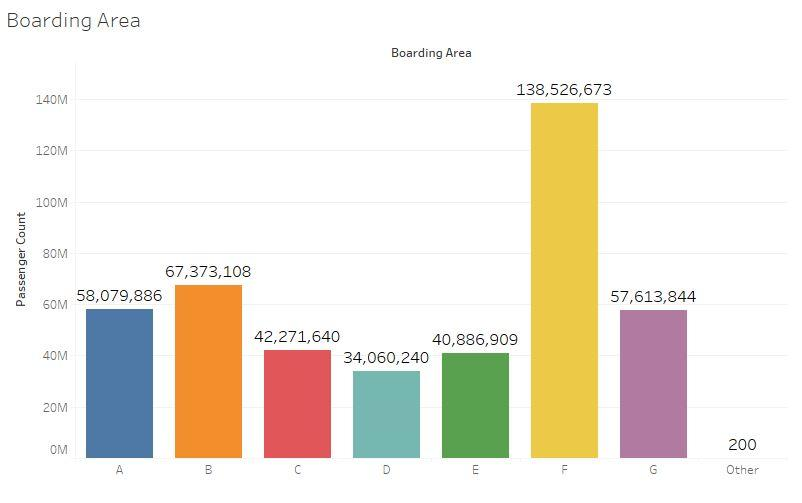 Boarding Area
Boarding Area
Passenger Count
140M
120M
100M
80M
60M
40M
20M
0M
58,079,886
67,373,108
42,271,640
34,060,240
40,886,909
138,526,673
57,613,844
200
A B C D E F G Other